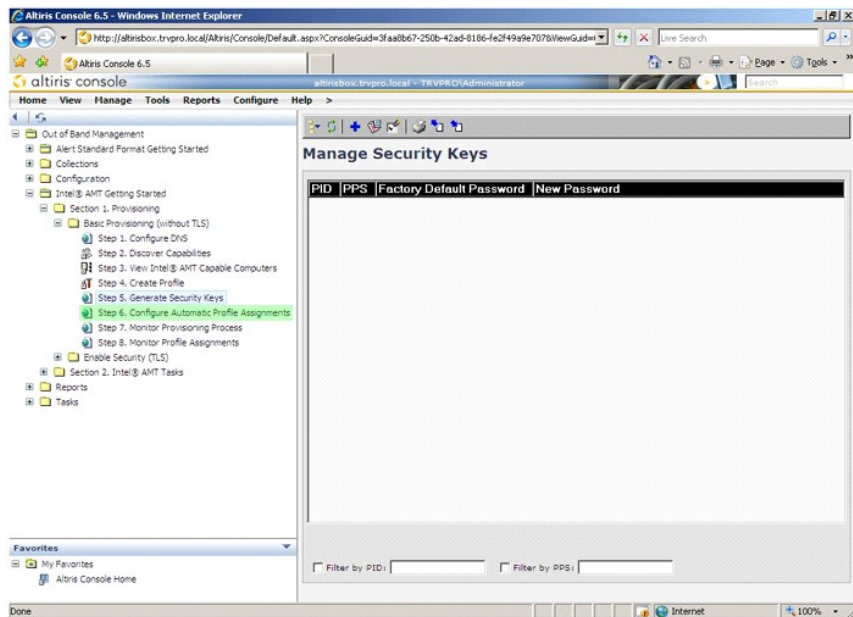 Altiris Console 6.5 - Windows Internet Explorer
http://altirisbox.trvpro.local/Altiris/Console/Default.aspx?ConsoleGuid=3faa8b67-250b-42ad-8186-fe2f49a9e707&ViewGuid=
Live Search
Altiris Console 6.5
Page
Tools
altiris console
altirisbox.trvpro.local - TRVPRO\Administrator
Search
Home View Manage Tools Reports Configure Help >
Out of Band Management
Alert Standard Format Getting Started
Collections
Configuration
Intel® AMT Getting Started
Section 1. Provisioning
Basic Provisioning (without TLS)
Step 1. Configure DNS
Step 2. Discover Capabilities
Step 3. View Intel® AMT Capable Computers
Step 4. Create Profile
Step 5. Generate Security Keys
Step 6. Configure Automatic Profile Assignments
Step 7. Monitor Provisioning Process
Step 8. Monitor Profile Assignments
Enable Security (TLS)
Section 2. Intel® AMT Tasks
Reports
Tasks
Manage Security Keys
PID PPS Factory Default Password New Password
Filter by PID:
Filter by PPS:
Favorites
My Favorites
Altiris Console Home
Done
Internet
100%